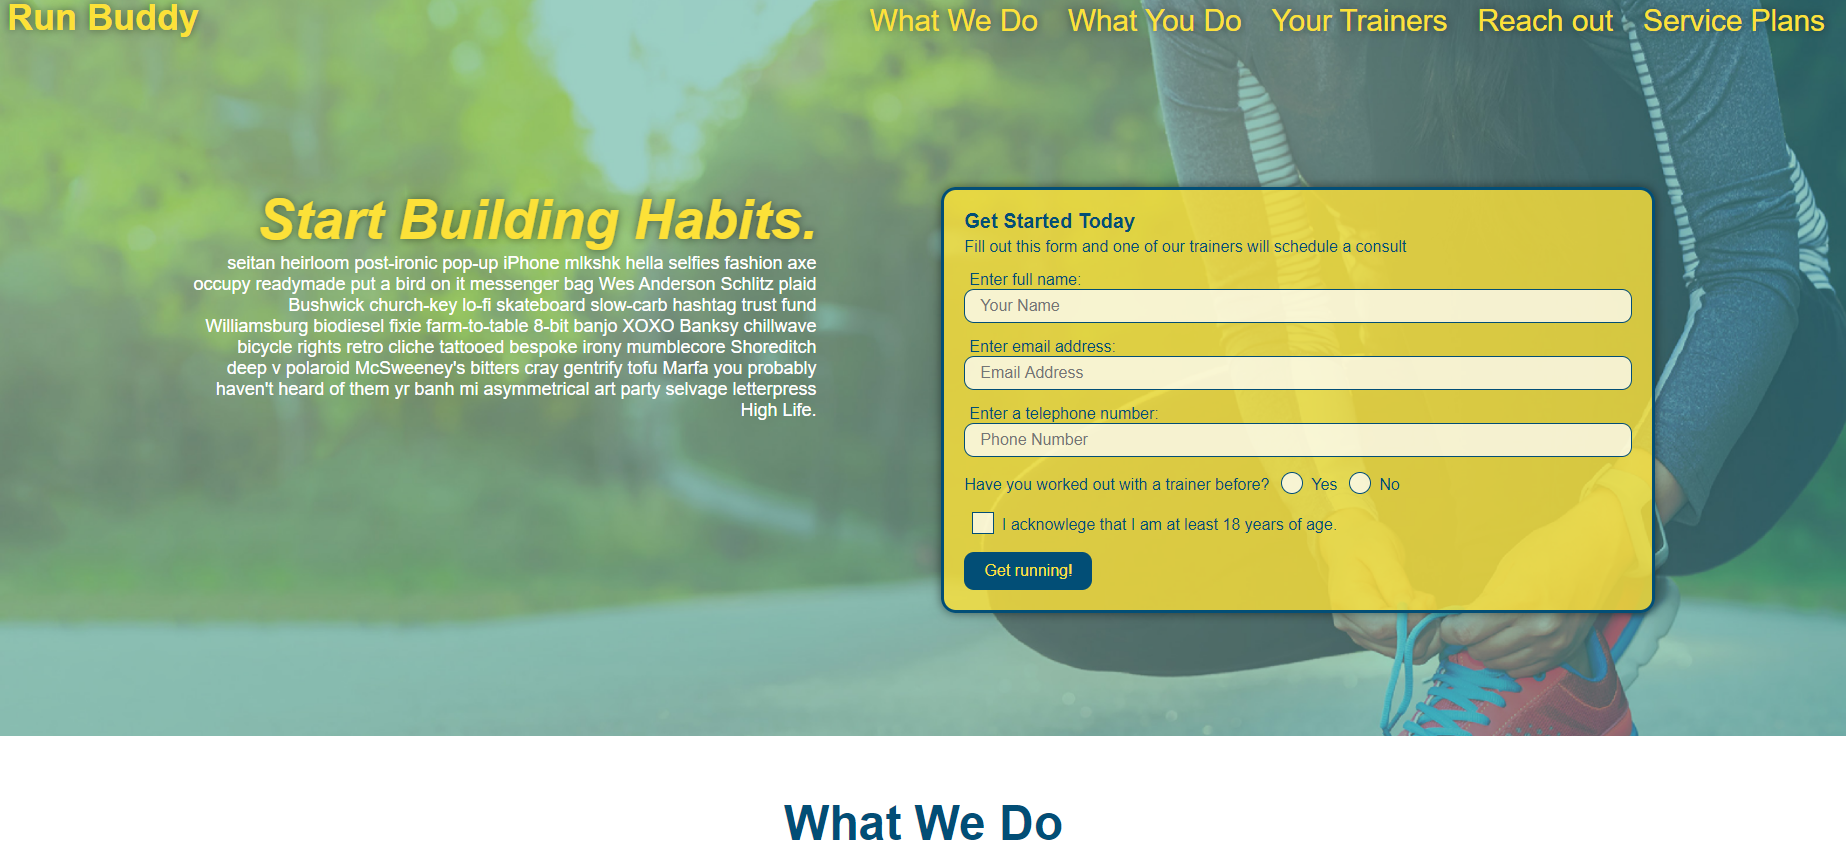 Run Buddy
What We Do What You Do Your Trainers Reach out Service Plans
Start Building Habits.
seitan heirloom post-ironic pop-up iPhone mlkshk hella selfies fashion axe
occupy readymade put a bird on it messenger bag Wes Anderson Schlitz plaid
Bushwick church-key lo-fi skateboard slow-carb hashtag trust fund
Williamsburg biodiesel fixie farm-to-table 8-bit banjo XOXO Banksy chillwave
bicycle rights retro cliche tattooed bespoke irony mumblecore Shoreditch
deep v polaroid McSweeney's bitters cray gentrify tofu Marfa you probably
haven't heard of them yr banh mi asymmetrical art party selvage letterpress
High Life.
Get Started Today
Fill out this form and one of our trainers will schedule a consult
Enter full name:
Your Name
Enter email address:
Email Address
Enter a telephone number:
Phone Number
Have you worked out with a trainer before? Yes No
I acknowlege that I am at least 18 years of age.
Get running!
What We Do